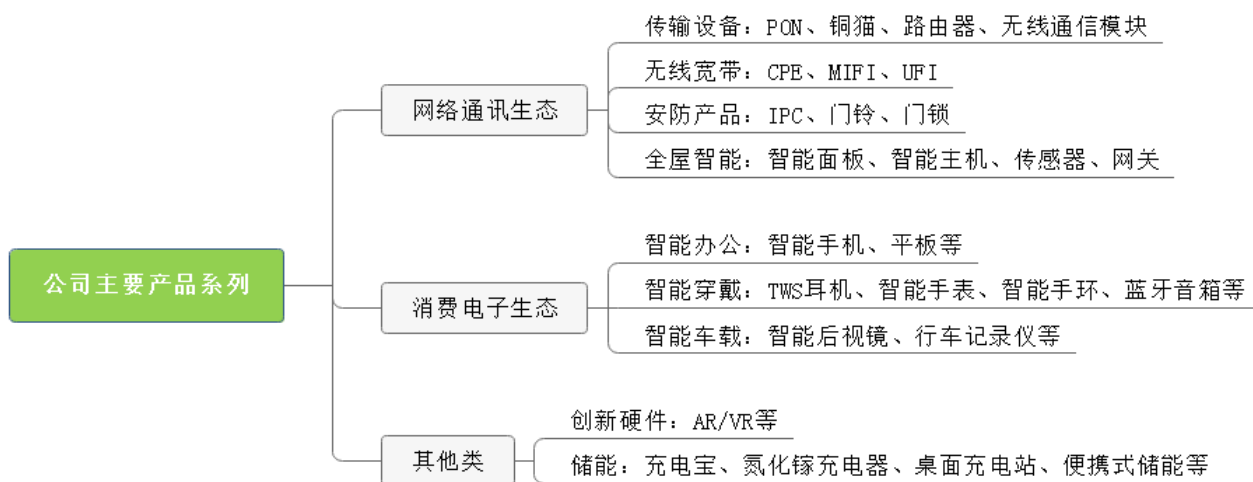 公司主要产品系列
网络通讯生态
传输设备：PON、铜猫、路由器、无线通信模块
无线宽带：CPE、MIFI、UFI
安防产品：IPC、门铃、门锁
全屋智能：智能面板、智能主机、传感器、网关
消费电子生态
智能办公：智能手机、平板等
智能穿戴：TWS耳机、智能手表、智能手环、蓝牙音箱等
智能车载：智能后视镜、行车记录仪等
其他类
创新硬件：AR/VR等
储能：充电宝、氮化镓充电器、桌面充电站、便携式储能等